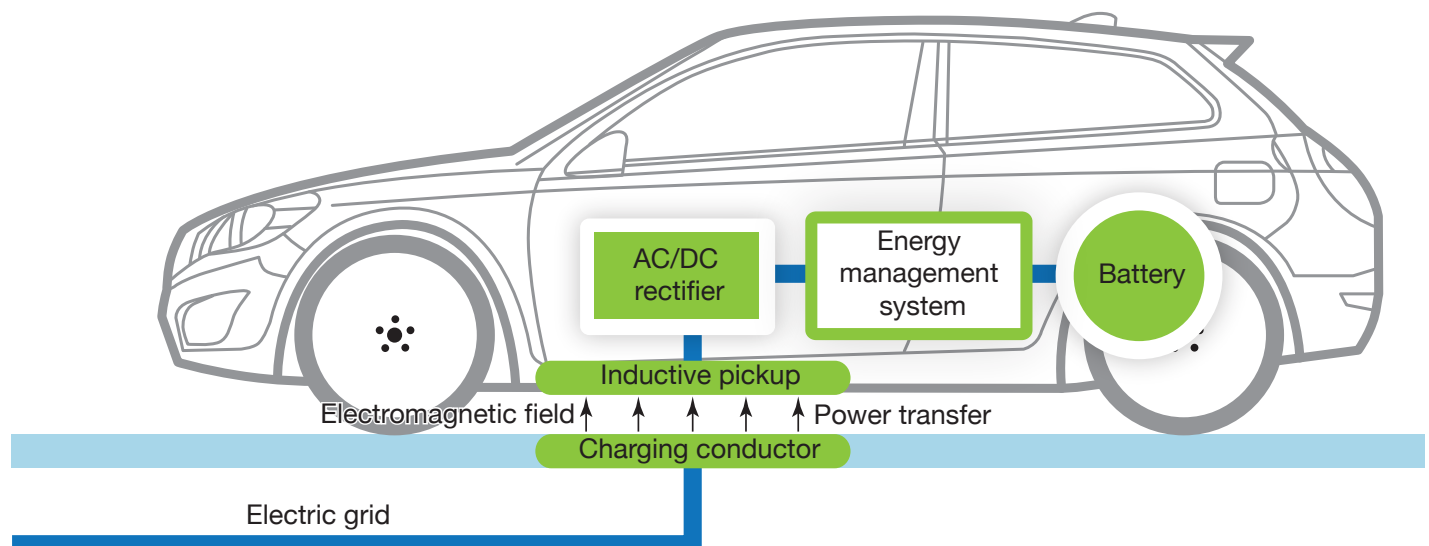 AC/DC
rectifier
Energy
management
system
Battery
Inductive pickup
Electromagnetic field
Power transfer
Charging conductor
Electric grid